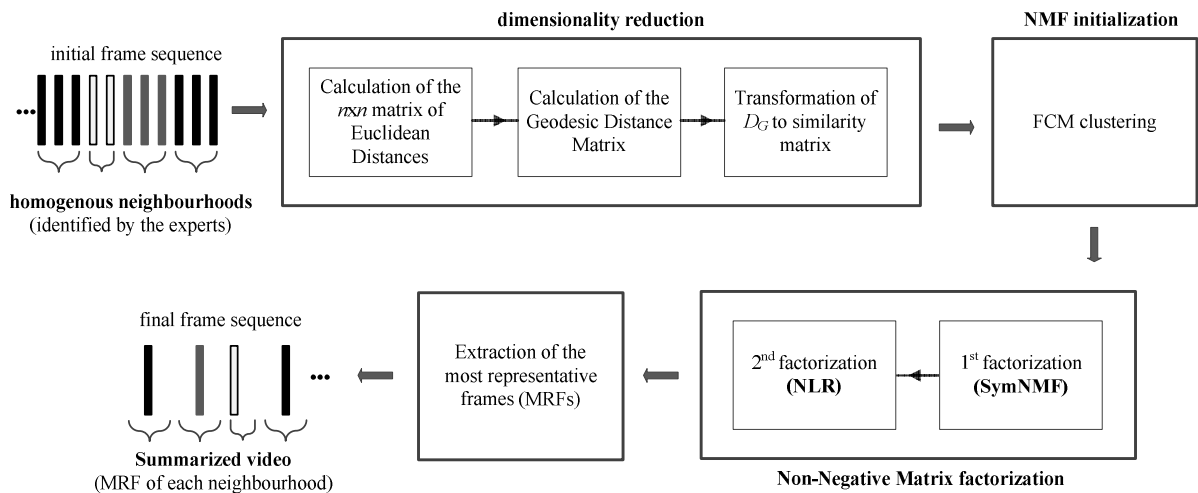 dimensionality reduction
NMF initialization
initial frame sequence
...
homogenous neighbourhoods
(identified by the experts)
Calculation of the
nxn matrix of
Euclidean
Distances
Calculation of the
Geodesic Distance
Matrix
Transformation of
D_G to similarity
matrix
FCM clustering
1st factorization
(SymNMF)
2nd factorization
(NLR)
Non-Negative Matrix factorization
Extraction of the
most representative
frames (MRFs)
final frame sequence
...
Summarized video
(MRF of each neighbourhood)